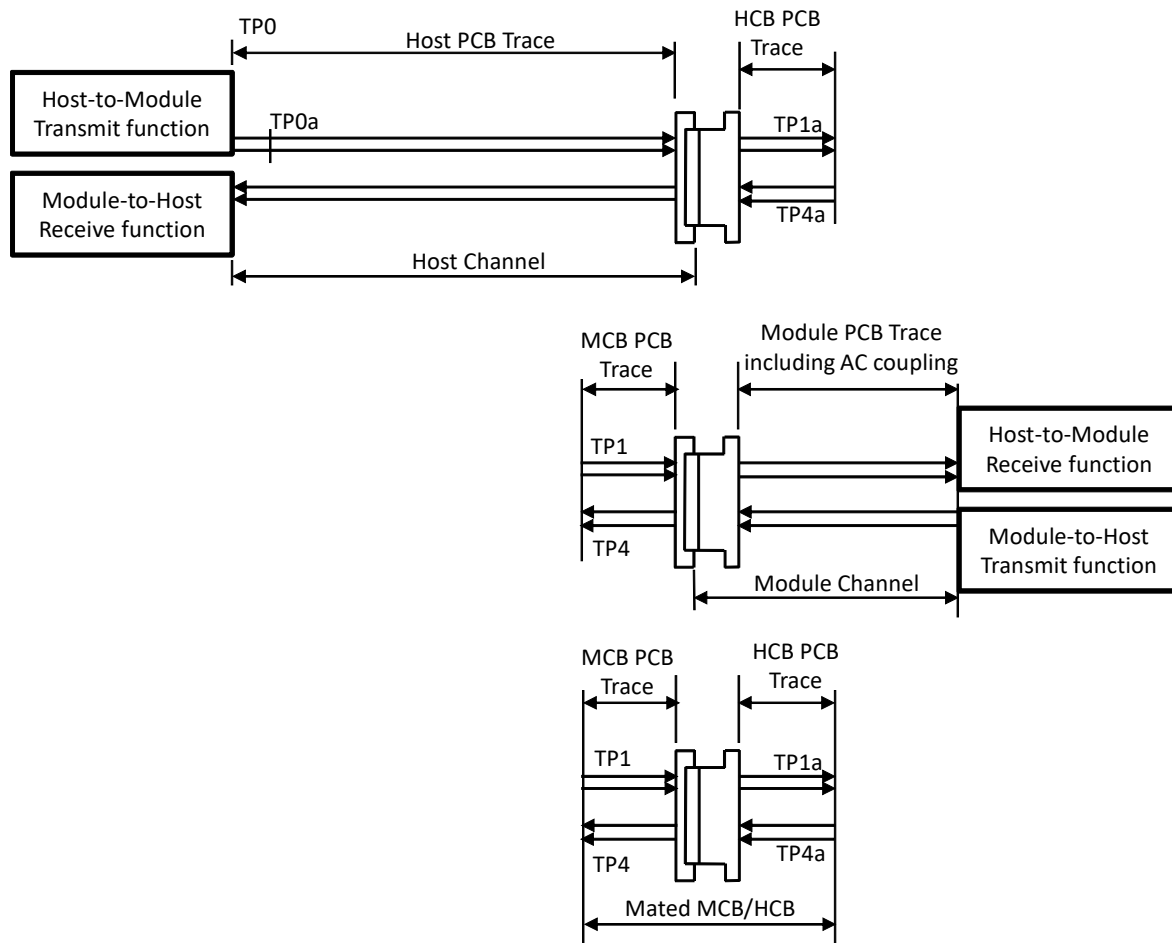 TP0
Host PCB Trace
HCB PCB
Trace
Host-to-Module
Transmit function
TP0a
TP1a
Module-to-Host
Receive function
TP4a
Host Channel
MCB PCB
Trace
Module PCB Trace
including AC coupling
TP1
Host-to-Module
Receive function
TP4
Module-to-Host
Transmit function
Module Channel
MCB PCB
Trace
HCB PCB
Trace
TP1
TP1a
TP4
TP4a
Mated MCB/HCB